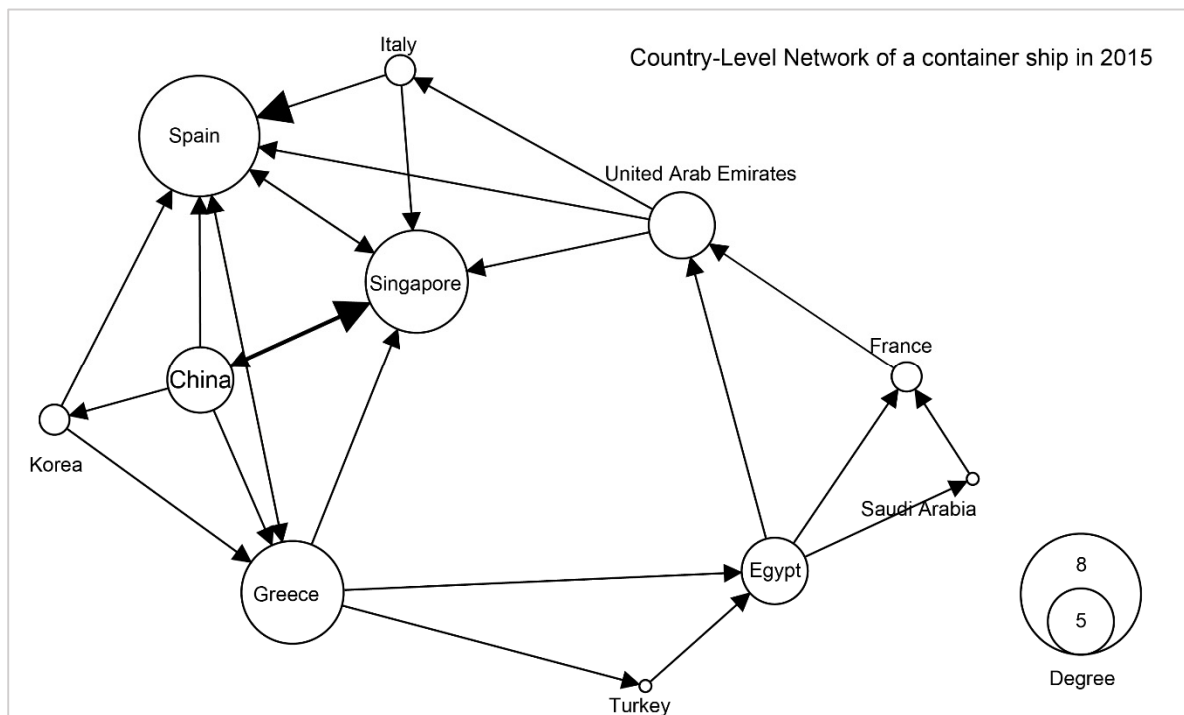 Italy
Country-Level Network of a container ship in 2015
Spain
United Arab Emirates
Singapore
France
China
Korea
Saudi Arabia
Egypt
Greece
8
5
Degree
Turkey